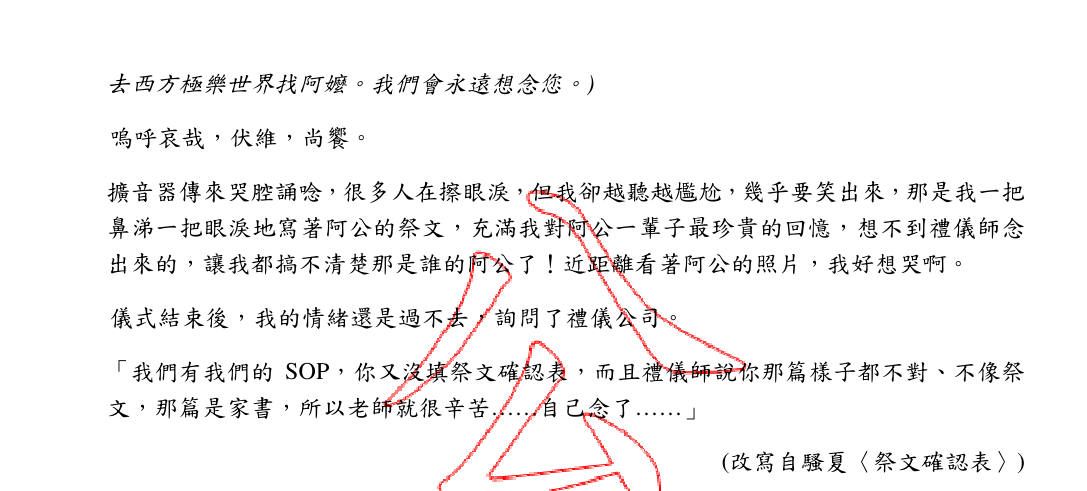 去西方極樂世界找阿嬤。我們會永遠想念您。)
嗚呼哀哉，伏維，尚饗。
擴音器傳來哭腔誦唸，很多人在擦眼淚，但我卻越聽越尷尬，幾乎要笑出來，那是我一把
鼻涕一把眼淚地寫著阿公的祭文，充滿我對阿公一輩子最珍貴的回憶，想不到禮儀師念
出來的，讓我都搞不清楚那是誰的阿公了！近距離看著阿公的照片，我好想哭啊。
儀式結束後，我的情緒還是過不去，詢問了禮儀公司。
「我們有我們的 SOP，你又沒填祭文確認表，而且禮儀師說你那篇樣子都不對、不像祭
文，那篇是家書，所以老師就很辛苦……自己念了……」
(改寫自騷夏〈祭文確認表〉)